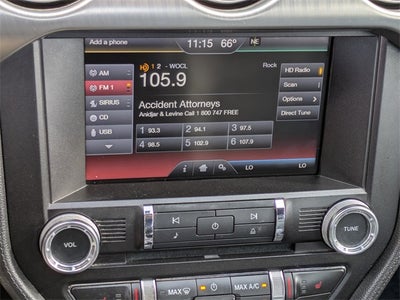 Add a phone 11:15 66° NE
HD 1 2 - WOCL Rock
105.9
AM
FM 1
SIRIUS
CD
USB
Accident Attorneys
Ankdjar & Levine Call 1 800 747 FREE
1 93.3 2 94.1 3 97.5
4 98.5 5 102.9 6 107.9
HD Radio
Scan
Options
Direct Tune
LO LO
VOL
TUNE
MAX MAX A/C